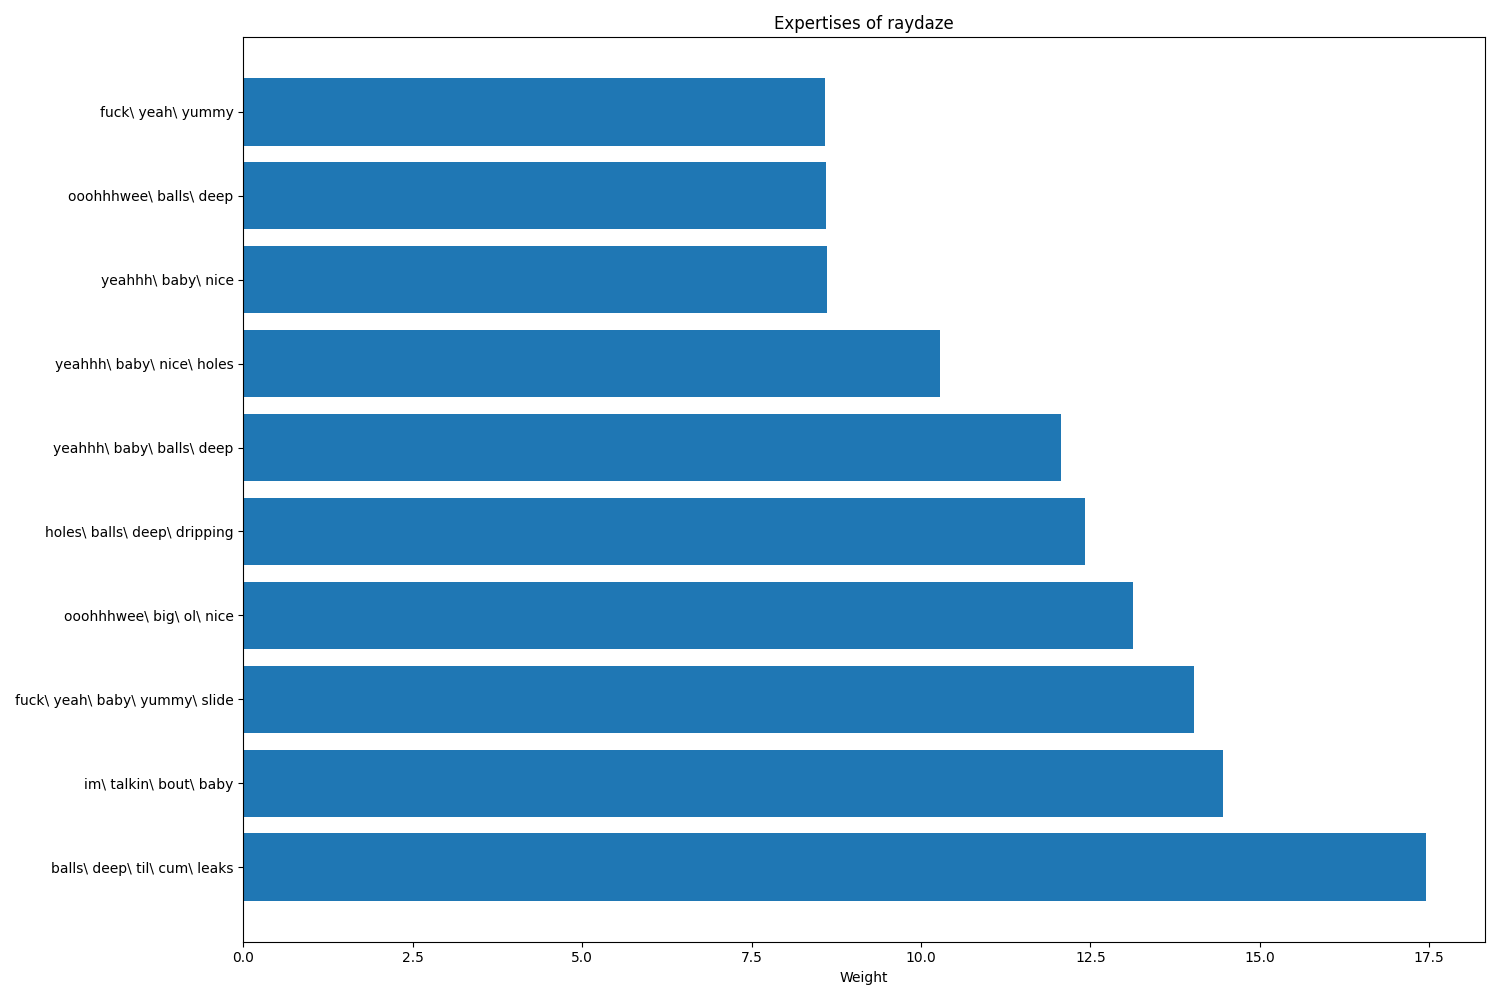 Expertises of raydaze
fuck\ yeah\ yummy
ooohhhwee\ balls\ deep
yeahhh\ baby\ nice
yeahhh\ baby\ nice\ holes
yeahhh\ baby\ balls\ deep
holes\ balls\ deep\ dripping
ooohhhwee\ big\ ol\ nice
fuck\ yeah\ baby\ yummy\ slide
im\ talkin\ bout\ baby
balls\ deep\ til\ cum\ leaks
0.0 2.5 5.0 7.5 10.0 12.5 15.0 17.5
Weight